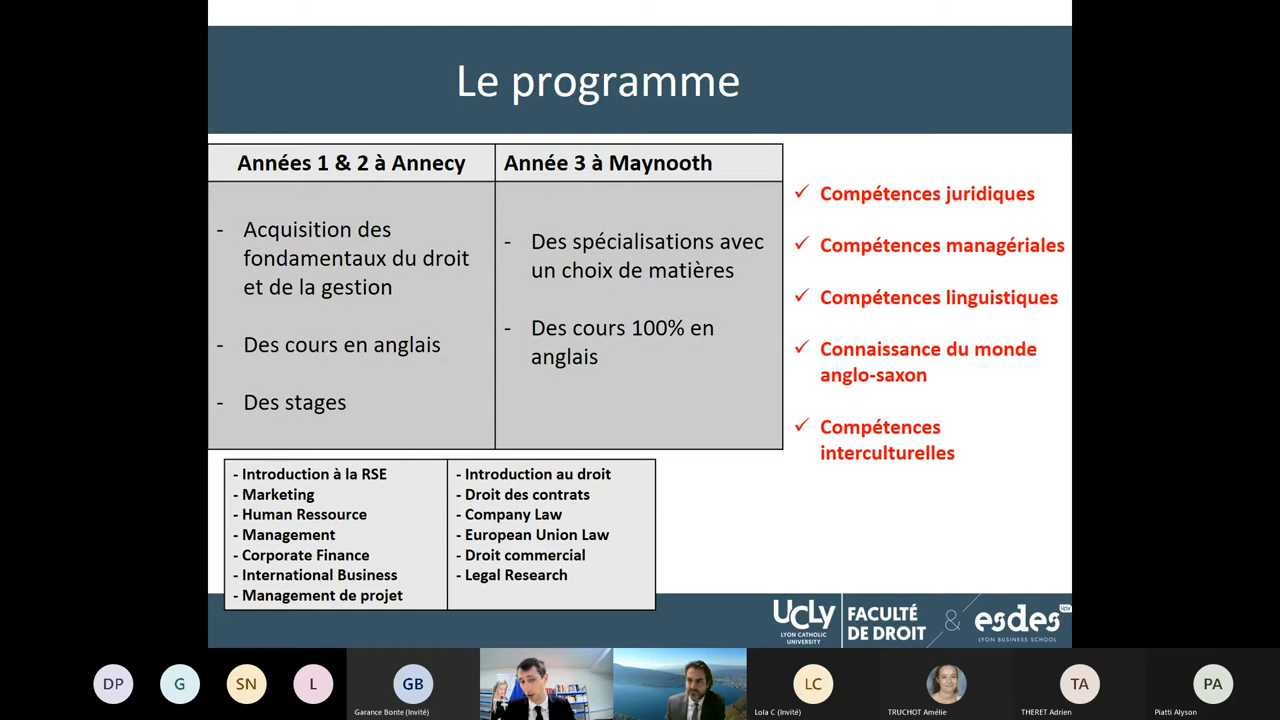 Le programme
Années 1 & 2 à Annecy
Année 3 à Maynooth
- Acquisition des
fondamentaux du droit
et de la gestion
- Des cours en anglais
- Des stages
- Des spécialisations avec
un choix de matières
- Des cours 100% en
anglais
✓ Compétences juridiques
✓ Compétences managériales
✓ Compétences linguistiques
✓ Connaissance du monde
anglo-saxon
✓ Compétences
interculturelles
- Introduction à la RSE
- Marketing
- Human Ressource
- Management
- Corporate Finance
- International Business
- Management de projet
- Introduction au droit
- Droit des contrats
- Company Law
- European Union Law
- Droit commercial
- Legal Research
UCLy
LYON CATHOLIC
UNIVERSITY
FACULTÉ
DE DROIT
&
esdes
UCLy
LYON BUSINESS SCHOOL
DP
G
SN
L
GB
Garance Bonte (Invité)
LC
Lola C (Invité)
TRUCHOT Amélie
TA
THERET Adrien
PA
Piatti Alyson